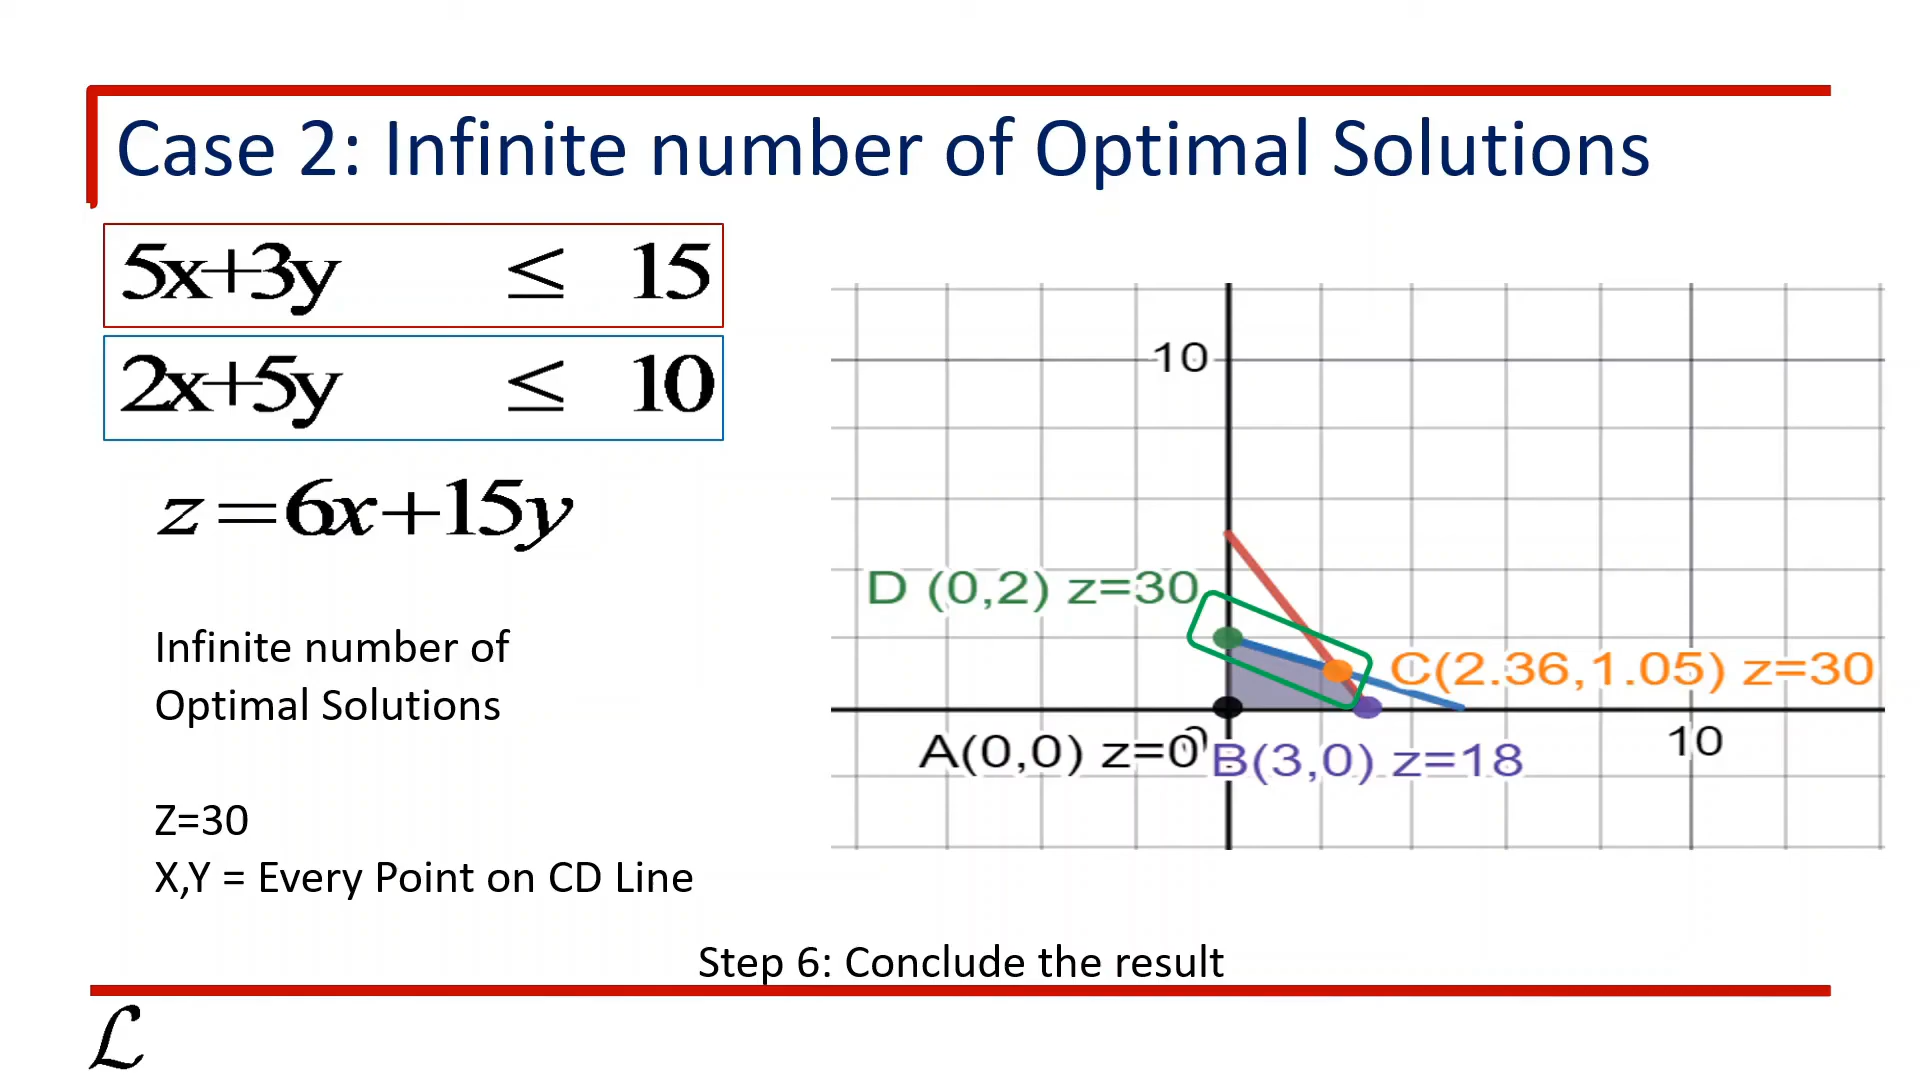 Case 2: Infinite number of Optimal Solutions
5x+3y ≤ 15
2x+5y ≤ 10
z=6x+15y
Infinite number of
Optimal Solutions
Z=30
X,Y = Every Point on CD Line
10
D (0,2) z=30
C(2.36,1.05) z=30
A(0,0) z=0
0
B(3,0) z=18
10
Step 6: Conclude the result
ℒ